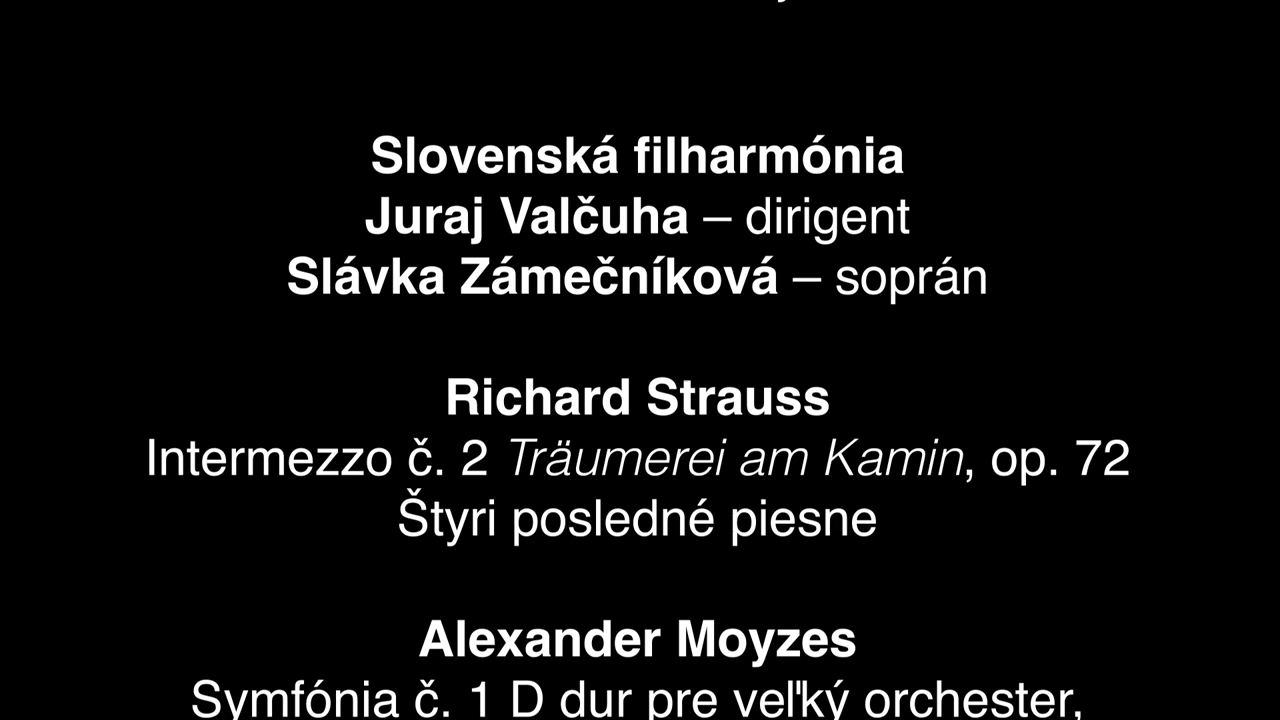 Slovenská filharmónia
Juraj Valčuha – dirigent
Slávka Zámečníková – soprán
Richard Strauss
Intermezzo č. 2 Träumerei am Kamin, op. 72
Štyri posledné piesne
Alexander Moyzes
Symfónia č. 1 D dur pre veľký orchester,